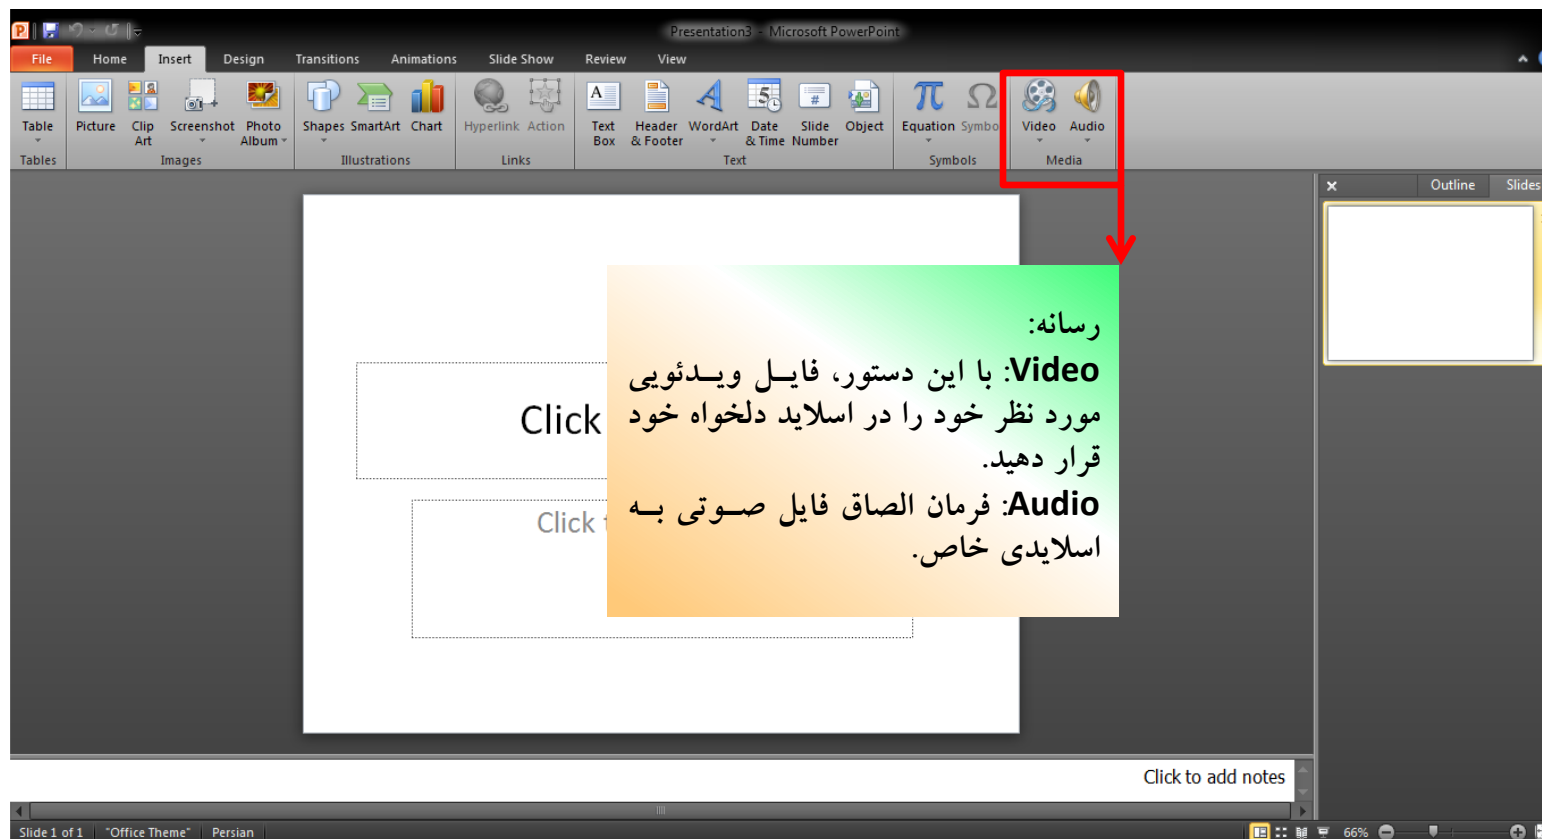 Presentation3 - Microsoft PowerPoint
File Home Insert Design Transitions Animations Slide Show Review View
Table Picture Clip Art Screenshot Photo Album Shapes SmartArt Chart Hyperlink Action Text Box Header & Footer WordArt Date & Time Slide Number Object Equation Symbo Video Audio
Tables Images Illustrations Links Text Symbols Media
Outline Slides
رسانه:
Video: با این دستور، فایل ویدئویی
مورد نظر خود را در اسلاید دلخواه خود
قرار دهید.
Audio: فرمان الصاق فایل صوتی به
اسلایدی خاص.
Click
Click
Click to add notes
Slide 1 of 1 "Office Theme" Persian 66%